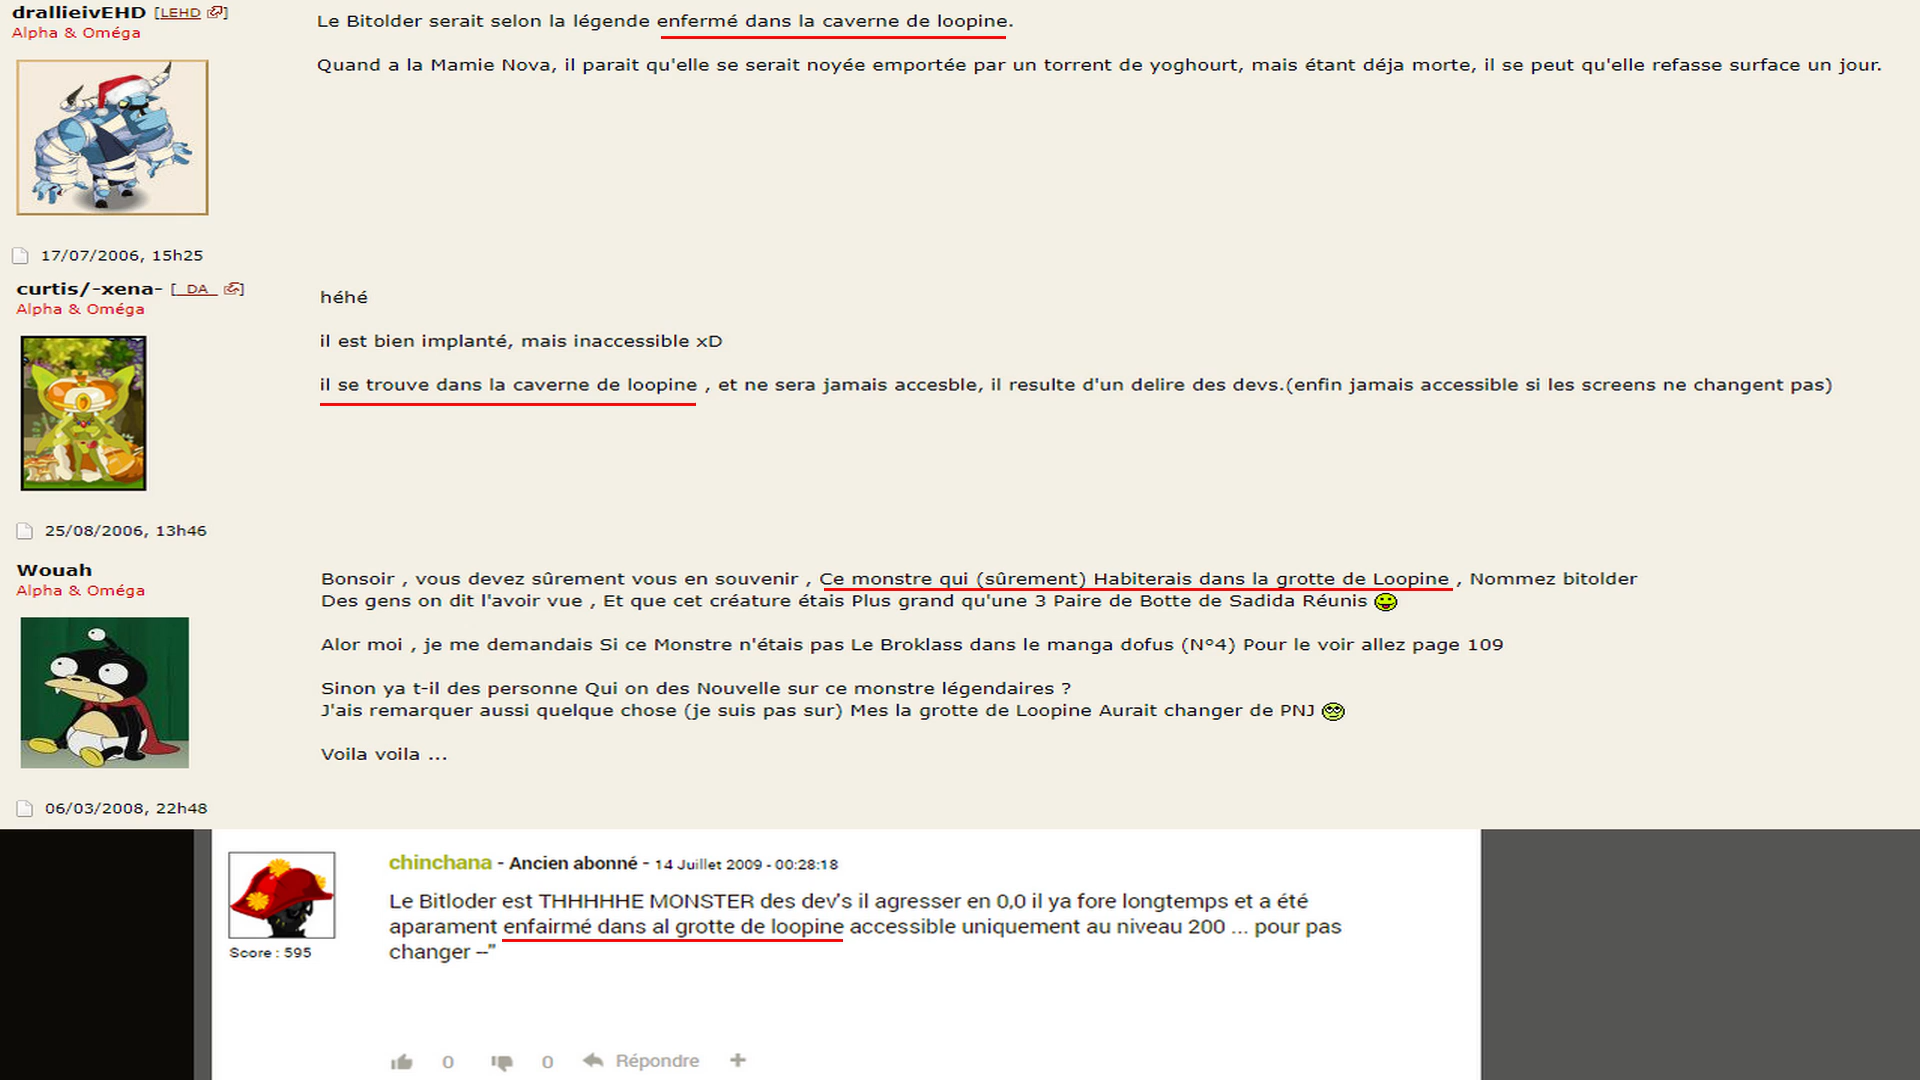 drallieivEHD [LEHD]
Alpha & Oméga
Le Bitolder serait selon la légende enfermé dans la caverne de loopine.
Quand a la Mamie Nova, il parait qu'elle se serait noyée emportée par un torrent de yoghourt, mais étant déja morte, il se peut qu'elle refasse surface un jour.
17/07/2006, 15h25
curtis/-xena- [_DA_]
Alpha & Oméga
héhé
il est bien implanté, mais inaccessible xD
il se trouve dans la caverne de loopine , et ne sera jamais accesble, il resulte d'un delire des devs.(enfin jamais accessible si les screens ne changent pas)
25/08/2006, 13h46
Wouah
Alpha & Oméga
Bonsoir , vous devez sûrement vous en souvenir , Ce monstre qui (sûrement) Habiterais dans la grotte de Loopine , Nommez bitolder
Des gens on dit l'avoir vue , Et que cet créature étais Plus grand qu'une 3 Paire de Botte de Sadida Réunis
Alor moi , je me demandais Si ce Monstre n'étais pas Le Broklass dans le manga dofus (N°4) Pour le voir allez page 109
Sinon ya t-il des personne Qui on des Nouvelle sur ce monstre légendaires ?
J'ais remarquer aussi quelque chose (je suis pas sur) Mes la grotte de Loopine Aurait changer de PNJ
Voila voila ...
06/03/2008, 22h48
chinchana - Ancien abonné - 14 Juillet 2009 - 00:28:18
Le Bitloder est THHHHHE MONSTER des dev's il agresser en 0,0 il ya fore longtemps et a été
aparament enfairmé dans al grotte de loopine accessible uniquement au niveau 200 ... pour pas
changer --"
Score : 595
0 0 Répondre +